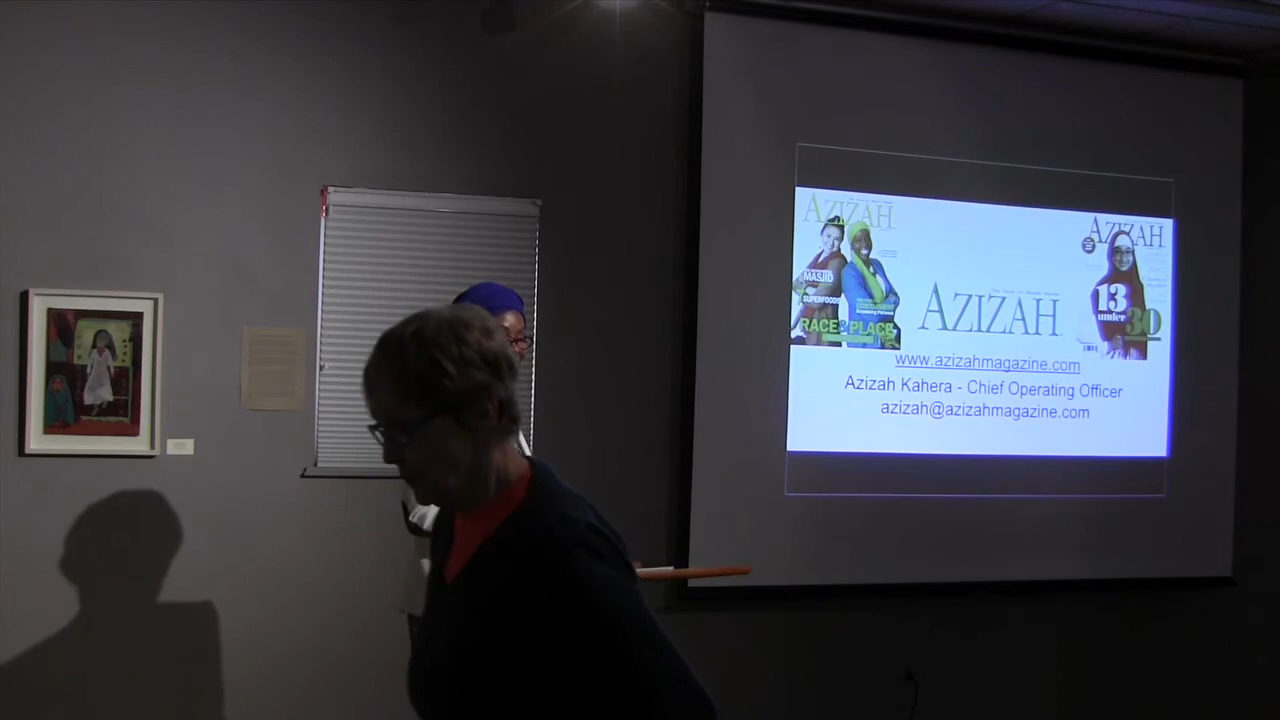 AZIZAH
MASJID
SUPERFOODS
RACE & PLACE
AZIZAH
AZIZAH
13
under
30
www.azizahmagazine.com
Azizah Kahera - Chief Operating Officer
azizah@azizahmagazine.com